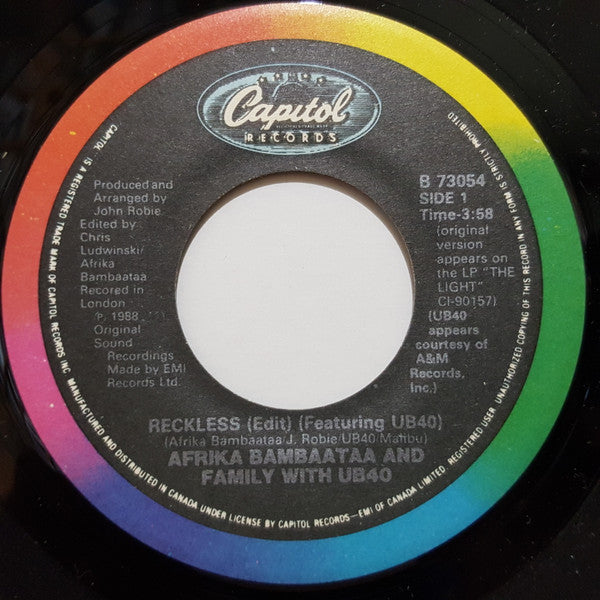 Capitol
RECORDS
Produced and
Arranged by
John Robie
Edited by
Chris
Ludwinski/
Afrika
Bambaataa
Recored in
London
℗ 1988
Original
Sound
Recordings
Made by EMI
Records Ltd.
B 73054
SIDE 1
Time-3:58
(original
version
appears on
the LP "THE
LIGHT"
CI-90157)
(UB40
appears
courtesy of
A&M
Records,
Inc.)
RECKLESS (Edit) (Featuring UB40)
(Afrika Bambaataa/J. Robie/UB40 Malibu)
AFRIKA BAMBAATAA AND
FAMILY WITH UB40
CAPITOL IS A REGISTERED TRADE MARK OF CAPITOL RECORDS INC. MANUFACTURED AND DISTRIBUTED IN CANADA UNDER LICENSE BY CAPITOL RECORDS—EMI OF CANADA LIMITED. REGISTERED USER. UNAUTHORIZED COPYING OF THIS RECORD IN ANY FORM IS STRICTLY PROHIBITED.